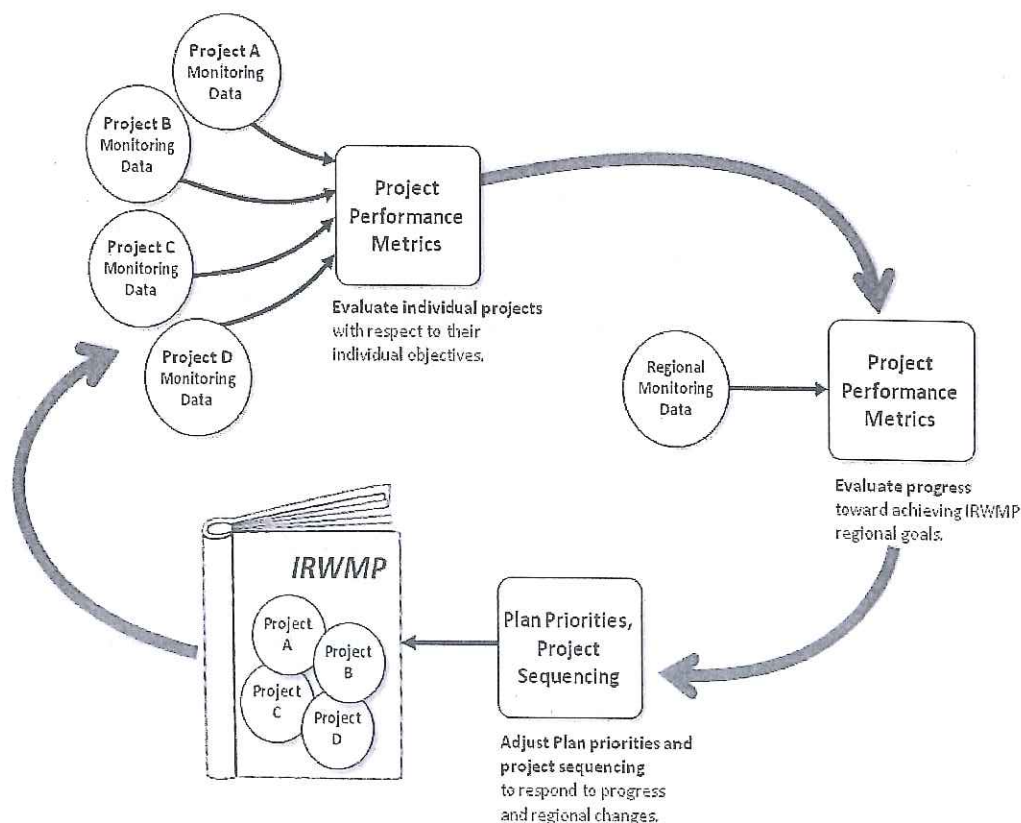 Project A
Monitoring
Data
Project B
Monitoring
Data
Project C
Monitoring
Data
Project D
Monitoring
Data
Project
Performance
Metrics
Evaluate individual projects
with respect to their
individual objectives.
Regional
Monitoring
Data
Project
Performance
Metrics
Evaluate progress
toward achieving IRWMP
regional goals.
Plan Priorities,
Project
Sequencing
Adjust Plan priorities and
project sequencing
to respond to progress
and regional changes.
IRWMP
Project
A
Project
B
Project
C
Project
D